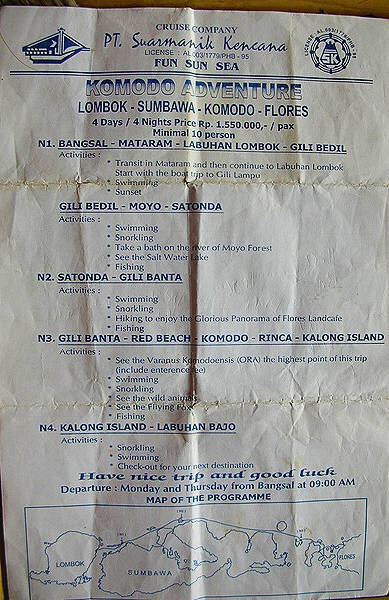 CRUISE COMPANY
PT. Suarmanik Kencana
LICENSE : AL.003/1779/PHB - 95
FUN SUN SEA
KOMODO ADVENTURE
LOMBOK - SUMBAWA - KOMODO - FLORES
4 Days / 4 Nights Price Rp. 1.550.000,- / pax
Minimal 10 person
N1. BANGSAL - MATARAM - LABUHAN LOMBOK - GILI BEDIL
Activities :
* Transit in Mataram and then continue to Labuhan Lombok
Start with the boat trip to Gili Lampu
* Swimming
* Sunset
GILI BEDIL - MOYO - SATONDA
Activities :
* Swimming
* Snorkling
* Take a bath on the river of Moyo Forest
* See the Salt Water Lake
* Fishing
N2. SATONDA - GILI BANTA
Activities :
* Swimming
* Snorkling
* Hiking to enjoy the Glorious Panorama of Flores Landcafe
* Fishing
N3. GILI BANTA - RED BEACH - KOMODO - RINCA - KALONG ISLAND
Activities :
* See the Varapus Komodoensis (ORA) the highest point of this trip
(include enterence fee)
* Swimming
* Snorkling
* See the wild animals
* See the Fliying Fox
* Fishing
N4. KALONG ISLAND - LABUHAN BAJO
Activities :
* Snorkling
* Swimming
* Check-out for your next destination
Have nice trip and good luck
Departure : Monday and Thursday from Bangsal at 09:00 AM
MAP OF THE PROGRAMME
LOMBOK
SUMBAWA
FLORES